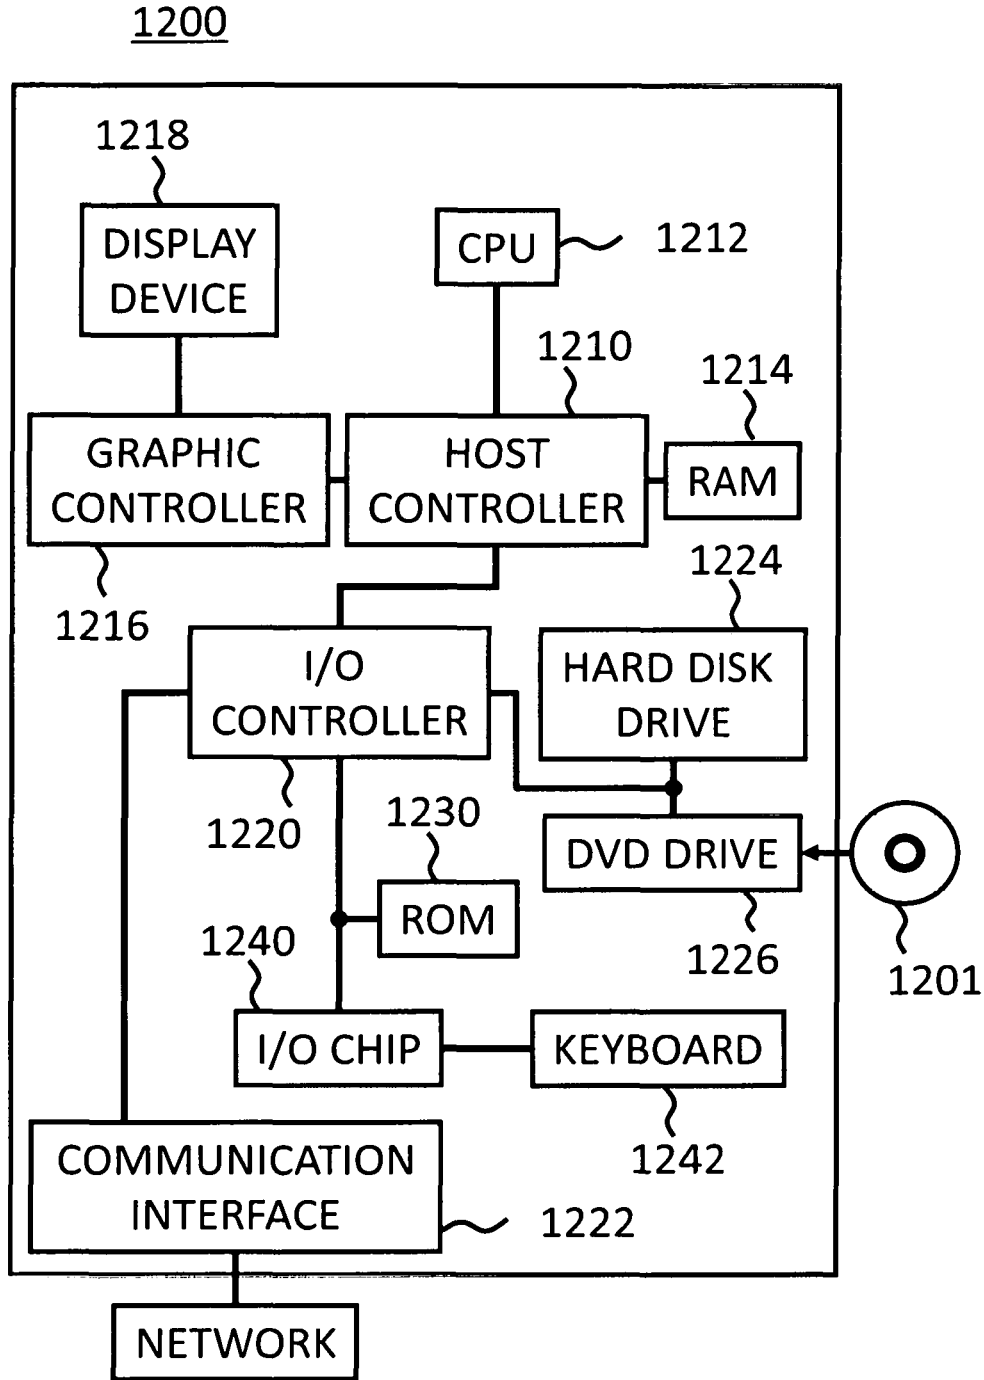 1200
1218
DISPLAY
DEVICE
CPU
1212
1210
1214
GRAPHIC
CONTROLLER
HOST
CONTROLLER
RAM
1216
1224
I/O
CONTROLLER
HARD DISK
DRIVE
1220
1230
DVD DRIVE
ROM
1226
1201
1240
I/O CHIP
KEYBOARD
1242
COMMUNICATION
INTERFACE
1222
NETWORK